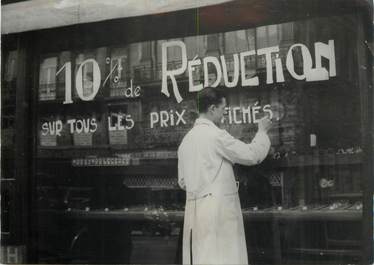 10% de RÉDUCTION
SUR TOUS LES PRIX AFFICHÉS